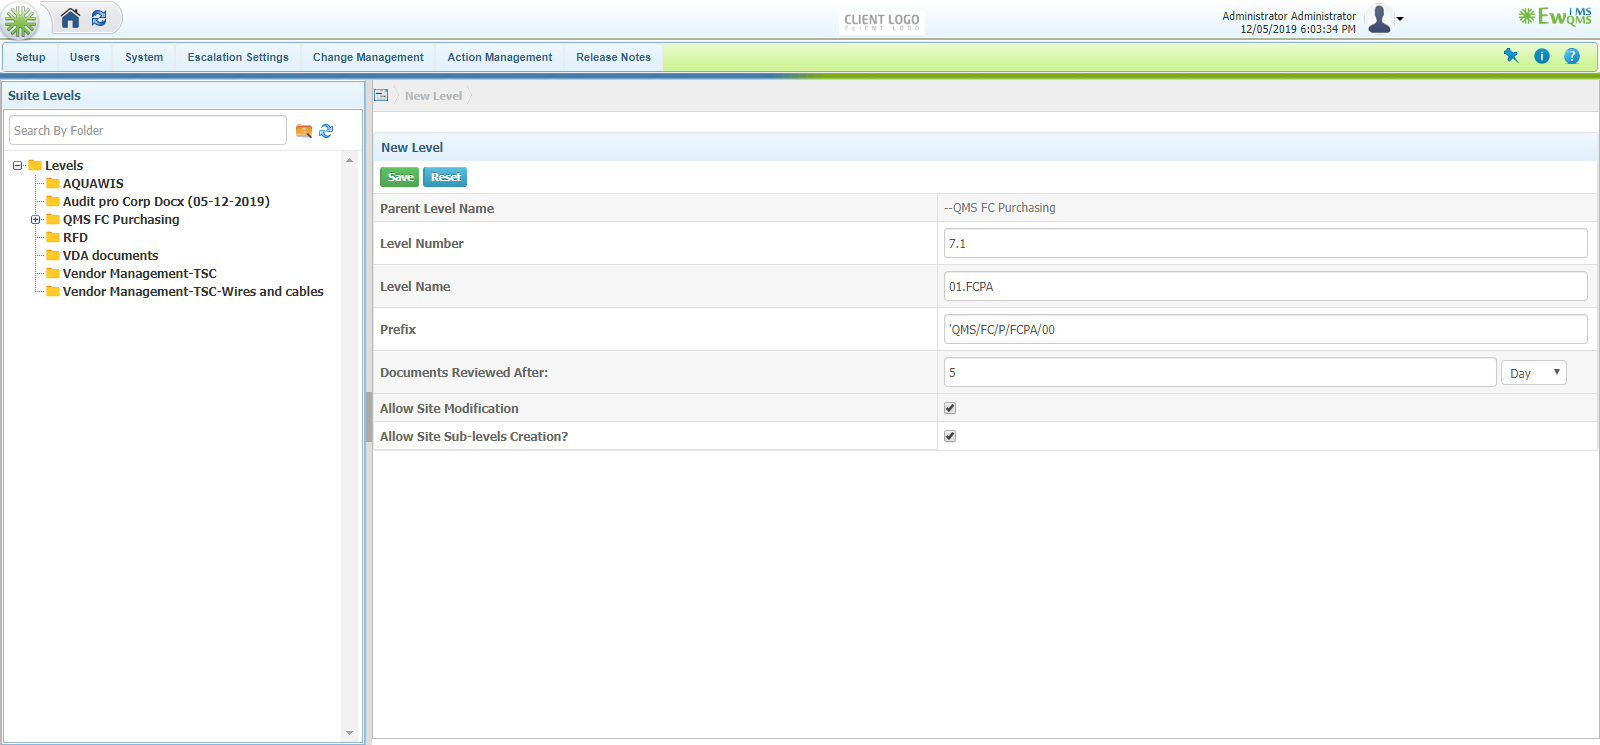 CLIENT LOGO
CLIENT LOGO
Administrator Administrator
12/05/2019 6:03:34 PM
EwQMS
IMS
Setup
Users
System
Escalation Settings
Change Management
Action Management
Release Notes
i
?
Suite Levels
Search By Folder
Levels
AQUAWIS
Audit pro Corp Docx (05-12-2019)
QMS FC Purchasing
RFD
VDA documents
Vendor Management-TSC
Vendor Management-TSC-Wires and cables
New Level
New Level
Save Reset
Parent Level Name --QMS FC Purchasing
Level Number 7.1
Level Name 01.FCPA
Prefix 'QMS/FC/P/FCPA/00
Documents Reviewed After: 5 Day
Allow Site Modification
Allow Site Sub-levels Creation?